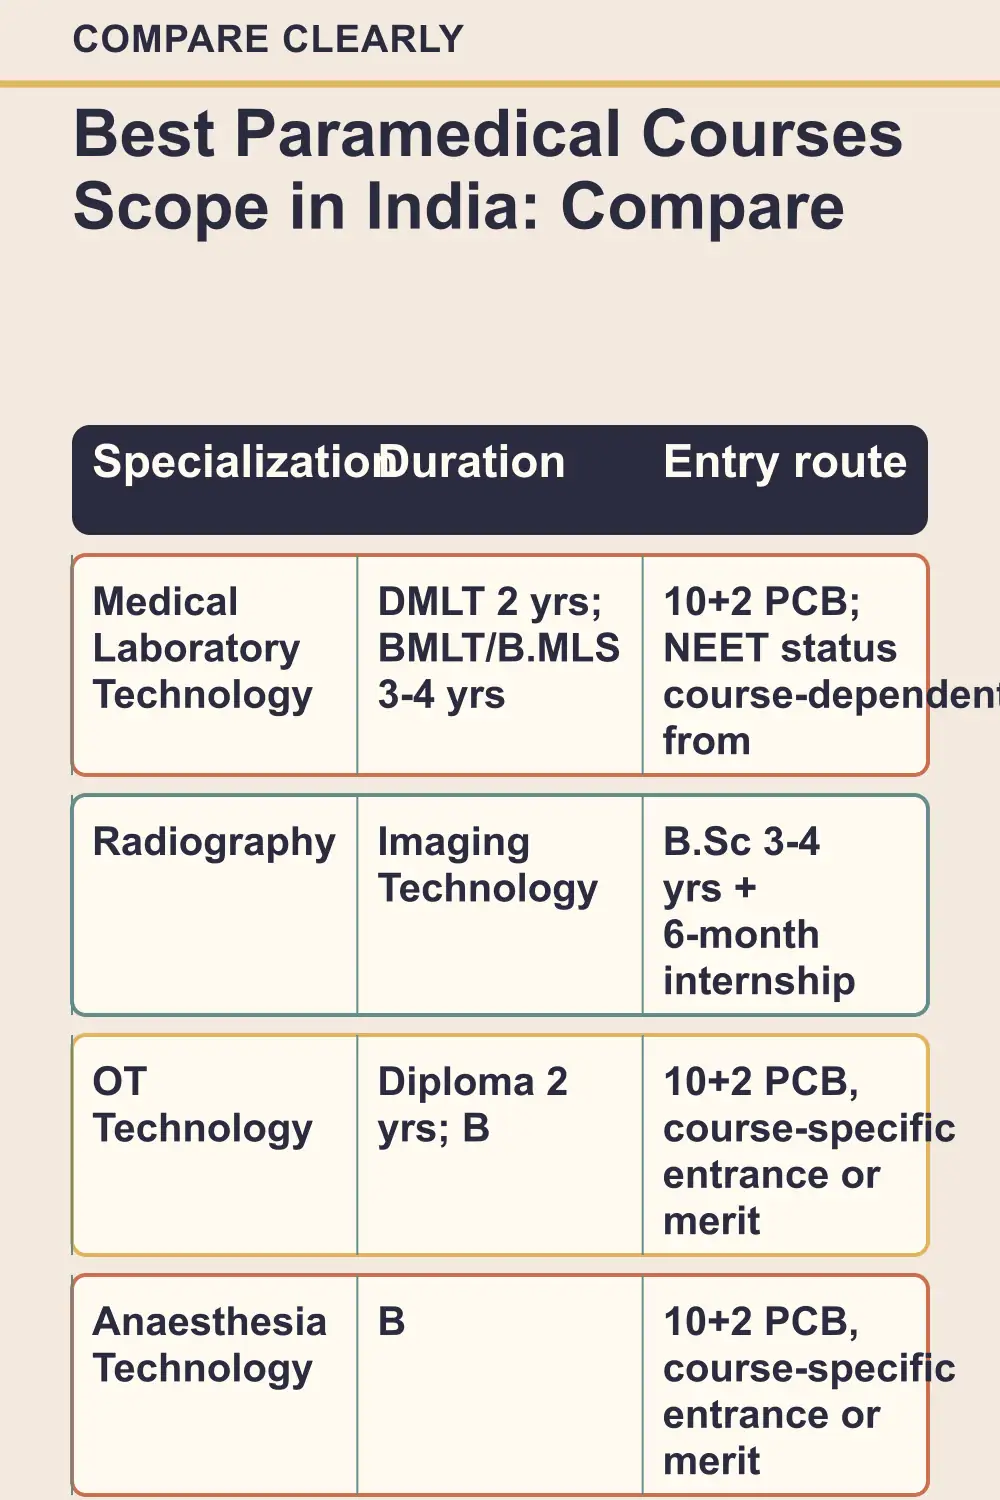 COMPARE CLEARLY
Best Paramedical Courses
Scope in India: Compare
Specialization Duration Entry route
Medical
Laboratory
Technology
DMLT 2 yrs;
BMLT/B.MLS
3-4 yrs
10+2 PCB;
NEET status
course-dependent
from
Radiography
Imaging
Technology
B.Sc 3-4
yrs +
6-month
internship
OT
Technology
Diploma 2
yrs; B
10+2 PCB,
course-specific
entrance or
merit
Anaesthesia
Technology
B
10+2 PCB,
course-specific
entrance or
merit